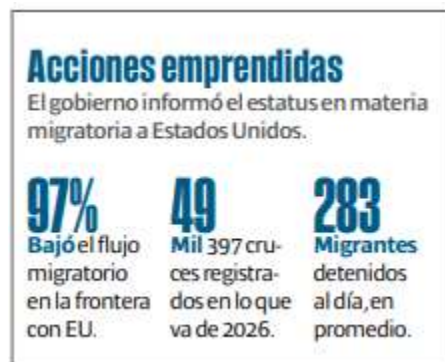 Acciones emprendidas
El gobierno informó el estatus en materia
migratoria a Estados Unidos.
97%
Bajó el flujo
migratorio
en la frontera
con EU.
49
Mil 397 cru-
ces registra-
dos en lo que
va de 2026.
283
Migrantes
detenidos
al día, en
promedio.